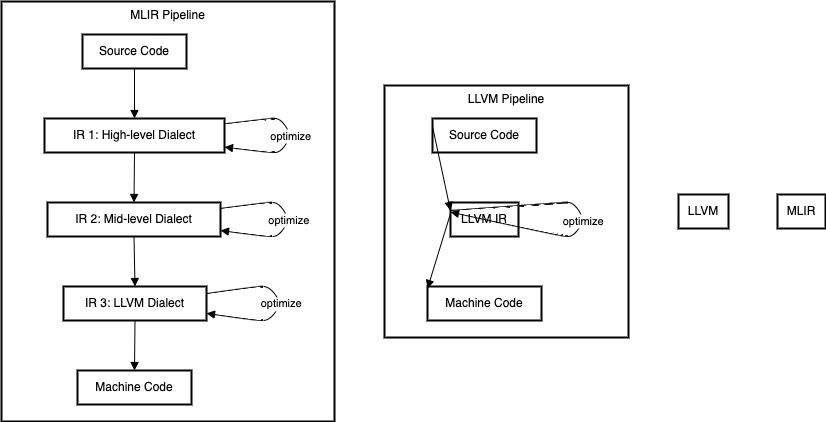 MLIR Pipeline
Source Code
IR 1: High-level Dialect
optimize
IR 2: Mid-level Dialect
optimize
IR 3: LLVM Dialect
optimize
Machine Code
LLVM Pipeline
Source Code
LLVM IR
optimize
Machine Code
LLVM
MLIR